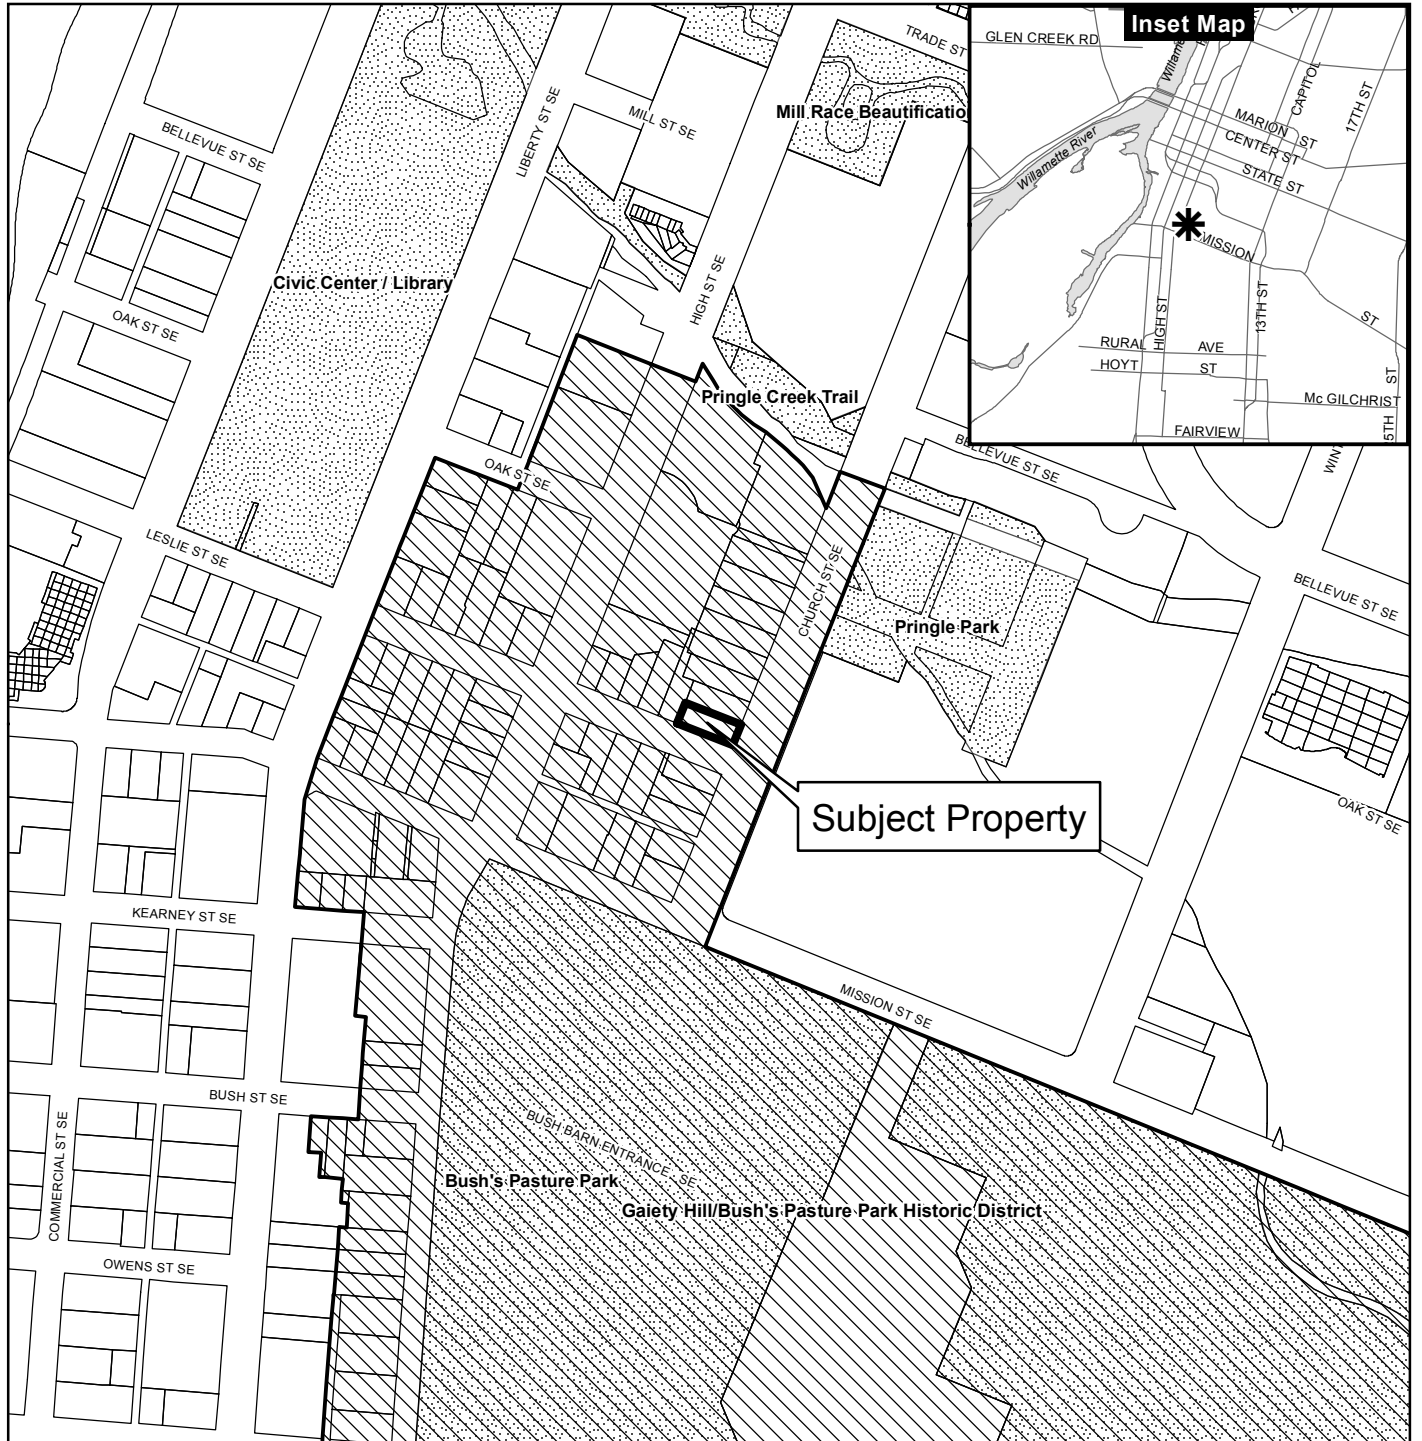 Inset Map
GLEN CREEK RD
Willame
CAPITOL
17TH ST
MARION ST
CENTER ST
STATE ST
Willamette River
MISSION
ST
HIGH ST
13TH ST
RURAL AVE
HOYT ST
ST
Mc GILCHRIST
FAIRVIEW
5TH
TRADE ST
MILL ST SE
LIBERTY ST SE
Mill Race Beautificatio
BELLEVUE ST SE
Civic Center / Library
HIGH ST SE
OAK ST SE
Pringle Creek Trail
BELLEVUE ST SE
WINT
OAK ST SE
LESLIE ST SE
CHURCH ST SE
BELLEVUE ST SE
Pringle Park
Subject Property
OAK ST SE
KEARNEY ST SE
MISSION ST SE
BUSH ST SE
BUSH BARN ENTRANCE SE
COMMERCIAL ST SE
Bush's Pasture Park
Gaiety Hill/Bush's Pasture Park Historic District
OWENS ST SE